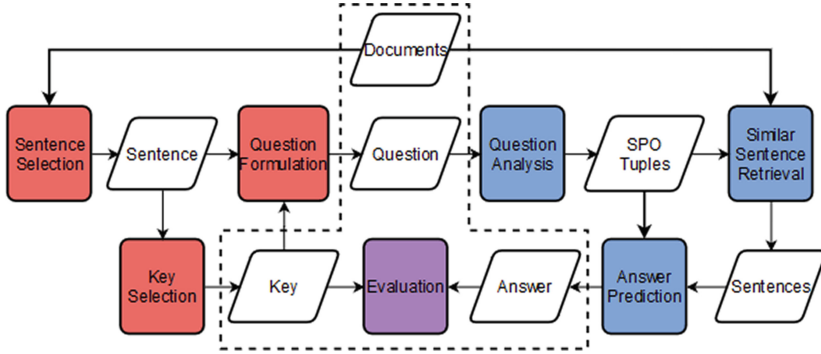 Documents
Sentence
Selection
Sentence
Question
Formulation
Question
Question
Analysis
SPO
Tuples
Similar
Sentence
Retrieval
Key
Selection
Key
Evaluation
Answer
Answer
Prediction
Sentences